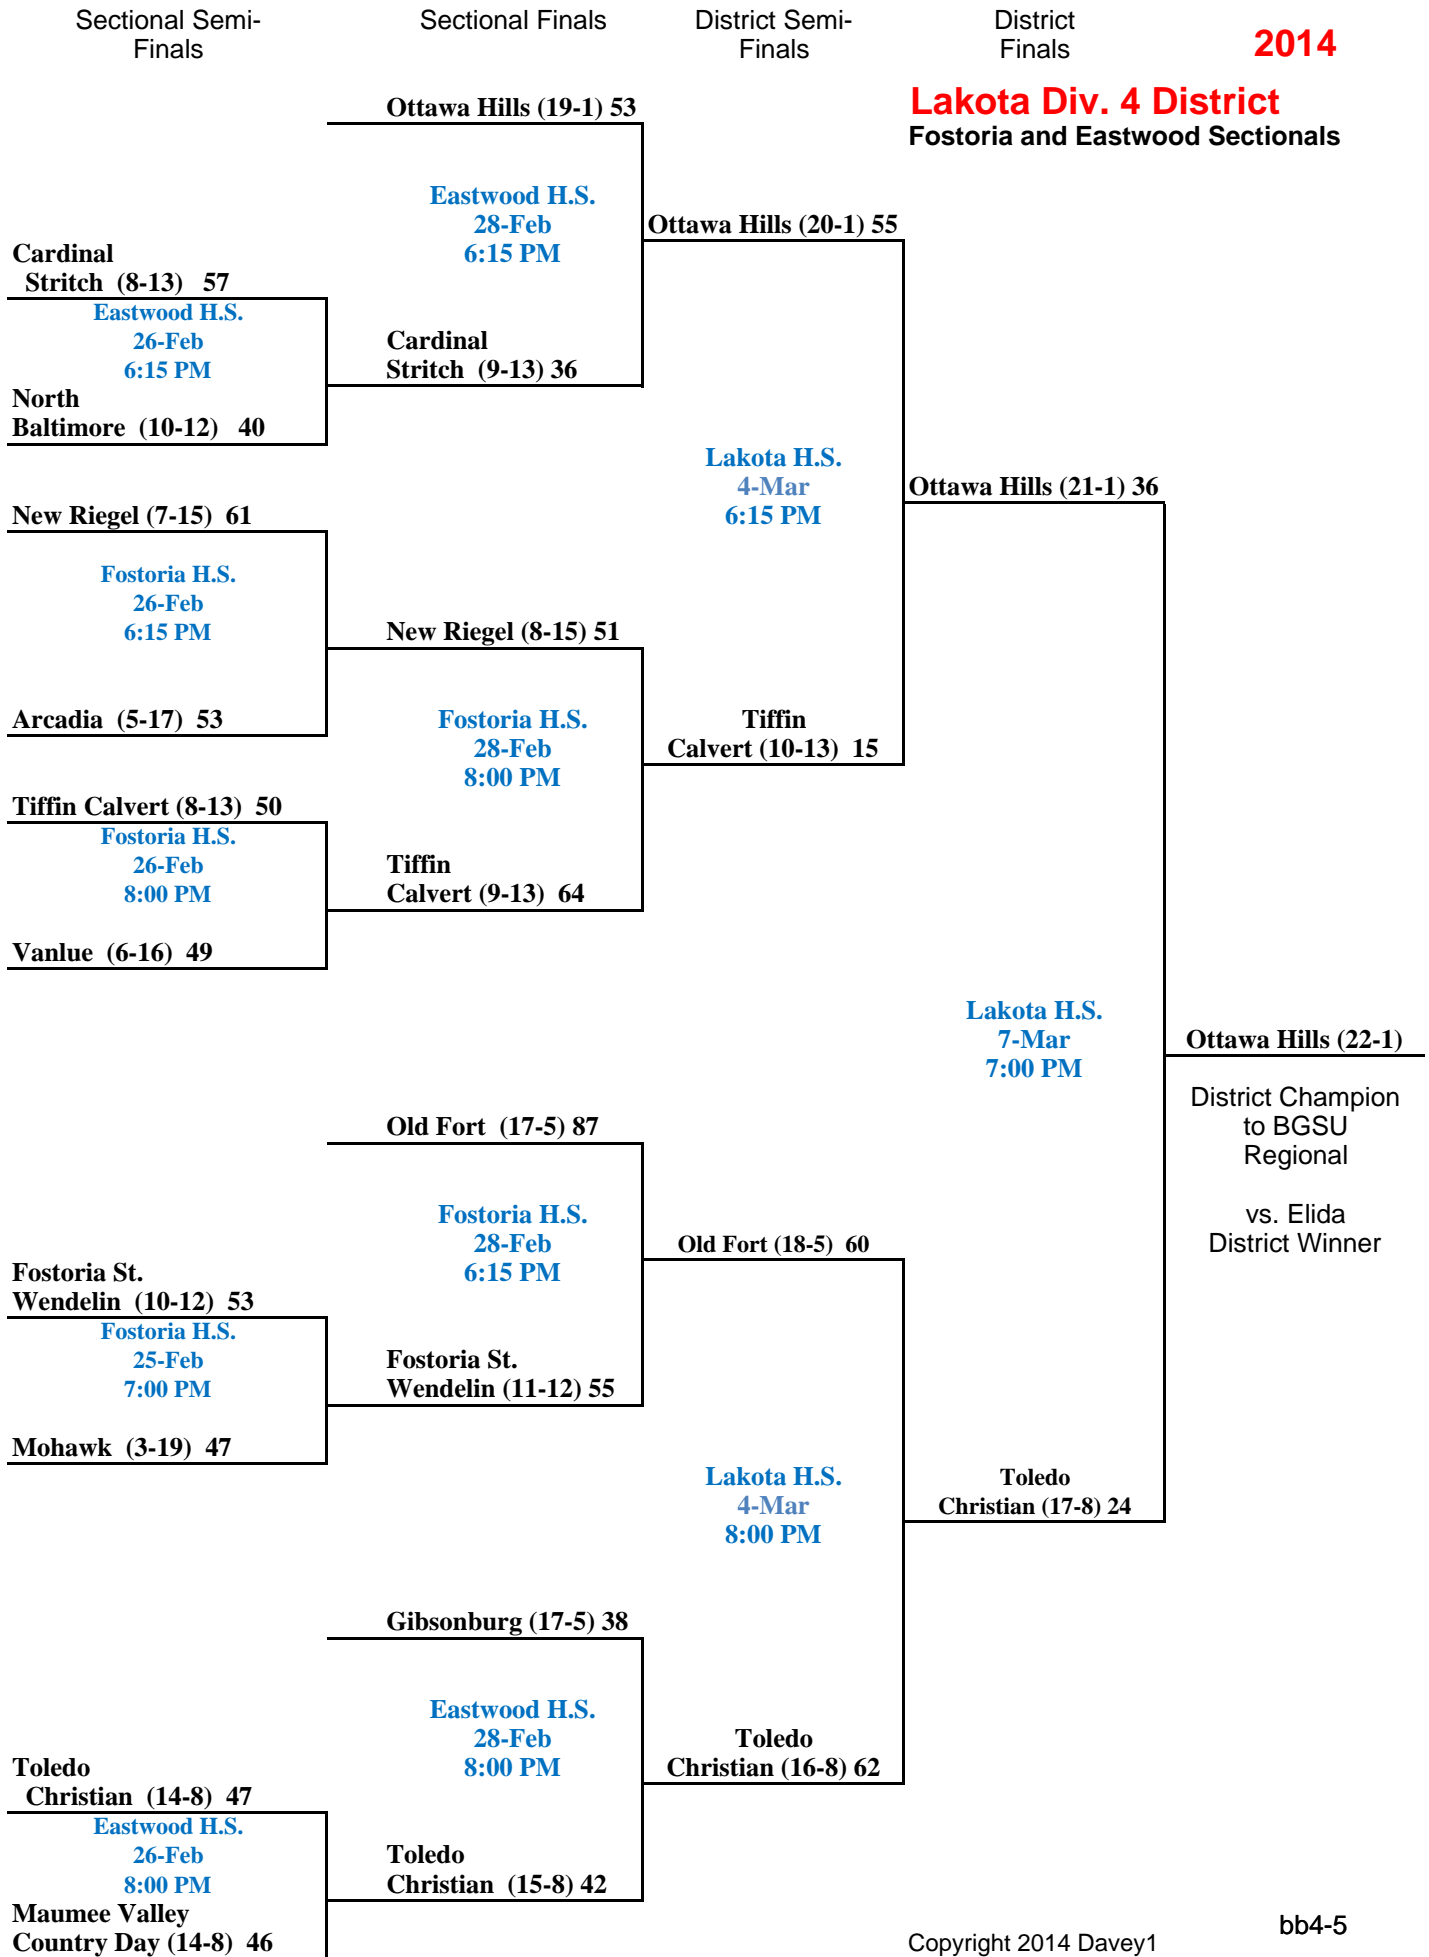 Sectional Semi-
Finals
Sectional Finals
District Semi-
Finals
District
Finals
2014
Lakota Div. 4 District
Fostoria and Eastwood Sectionals
Ottawa Hills (19-1) 53
Eastwood H.S.
28-Feb
6:15 PM
Ottawa Hills (20-1) 55
Cardinal
Stritch (8-13) 57
Eastwood H.S.
26-Feb
6:15 PM
North
Baltimore (10-12) 40
Cardinal
Stritch (9-13) 36
Lakota H.S.
4-Mar
6:15 PM
Ottawa Hills (21-1) 36
New Riegel (7-15) 61
Fostoria H.S.
26-Feb
6:15 PM
Arcadia (5-17) 53
New Riegel (8-15) 51
Fostoria H.S.
28-Feb
8:00 PM
Tiffin
Calvert (10-13) 15
Tiffin Calvert (8-13) 50
Fostoria H.S.
26-Feb
8:00 PM
Vanlue (6-16) 49
Tiffin
Calvert (9-13) 64
Lakota H.S.
7-Mar
7:00 PM
Ottawa Hills (22-1)
District Champion
to BGSU
Regional
vs. Elida
District Winner
Old Fort (17-5) 87
Fostoria H.S.
28-Feb
6:15 PM
Old Fort (18-5) 60
Fostoria St.
Wendelin (10-12) 53
Fostoria H.S.
25-Feb
7:00 PM
Mohawk (3-19) 47
Fostoria St.
Wendelin (11-12) 55
Lakota H.S.
4-Mar
8:00 PM
Toledo
Christian (17-8) 24
Gibsonburg (17-5) 38
Eastwood H.S.
28-Feb
8:00 PM
Toledo
Christian (16-8) 62
Toledo
Christian (14-8) 47
Eastwood H.S.
26-Feb
8:00 PM
Maumee Valley
Country Day (14-8) 46
Toledo
Christian (15-8) 42
Copyright 2014 Davey1
bb4-5